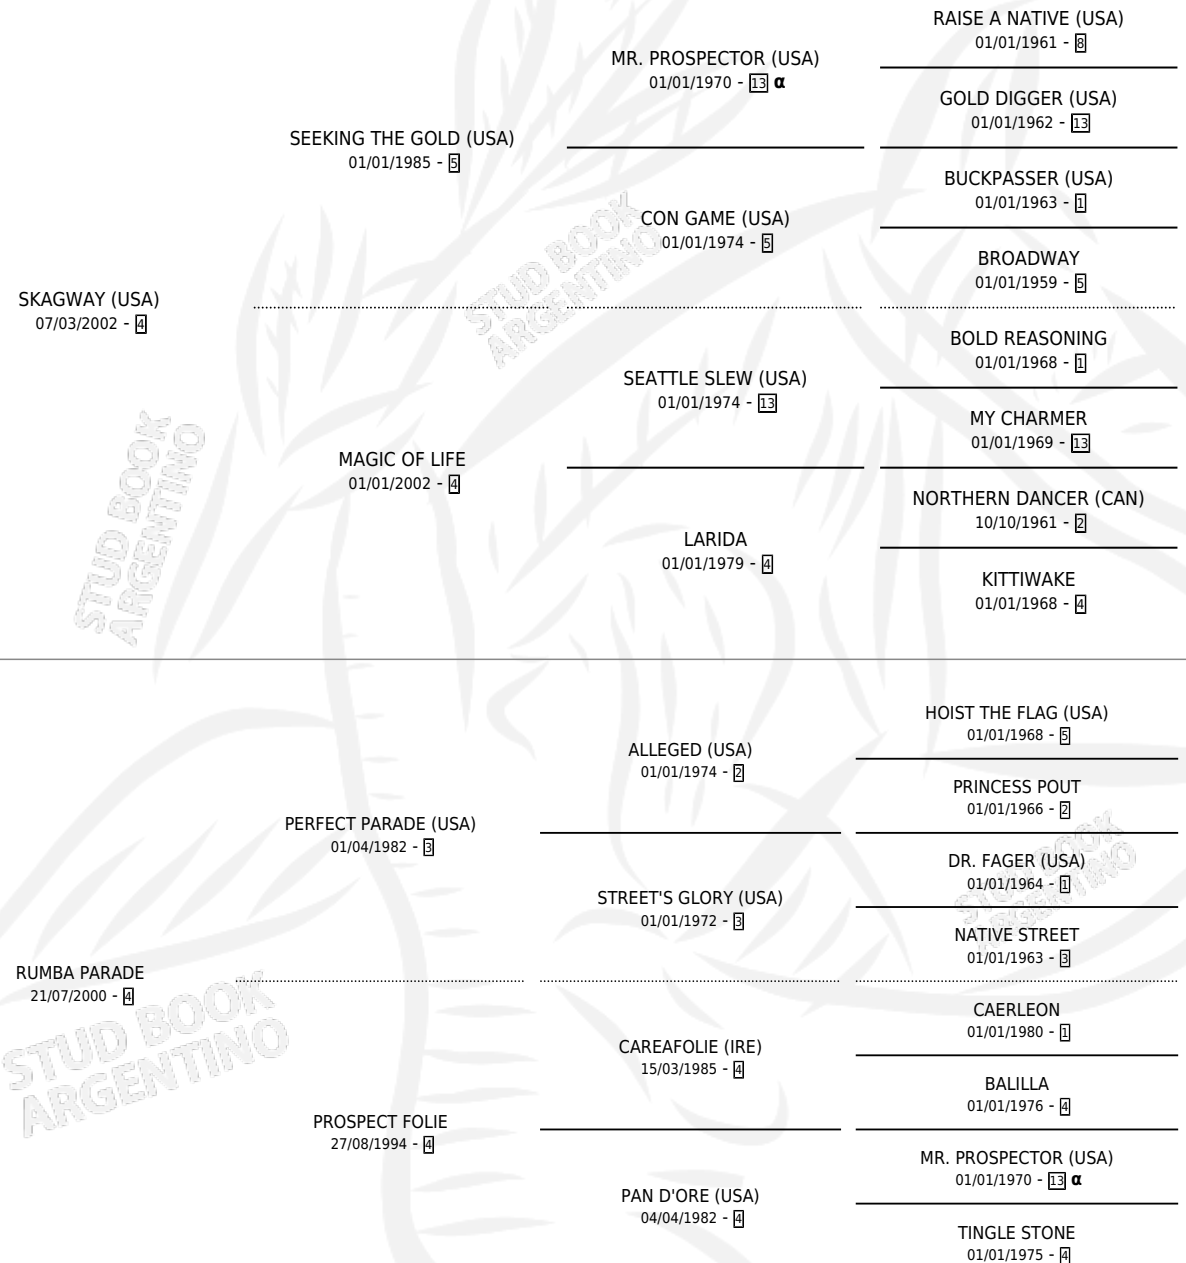 RAISE A NATIVE (USA)
01/01/1961 - 8
MR. PROSPECTOR (USA)
01/01/1970 - 13 α
GOLD DIGGER (USA)
01/01/1962 - 13
SEEKING THE GOLD (USA)
01/01/1985 - 5
BUCKPASSER (USA)
01/01/1963 - 1
CON GAME (USA)
01/01/1974 - 5
BROADWAY
01/01/1959 - 5
SKAGWAY (USA)
07/03/2002 - 4
BOLD REASONING
01/01/1968 - 1
SEATTLE SLEW (USA)
01/01/1974 - 13
MY CHARMER
01/01/1969 - 13
MAGIC OF LIFE
01/01/2002 - 4
NORTHERN DANCER (CAN)
10/10/1961 - 2
LARIDA
01/01/1979 - 4
KITTIWAKE
01/01/1968 - 4
HOIST THE FLAG (USA)
01/01/1968 - 5
ALLEGED (USA)
01/01/1974 - 2
PRINCESS POUT
01/01/1966 - 2
PERFECT PARADE (USA)
01/04/1982 - 3
DR. FAGER (USA)
01/01/1964 - 1
STREET'S GLORY (USA)
01/01/1972 - 3
NATIVE STREET
01/01/1963 - 3
RUMBA PARADE
21/07/2000 - 4
CAERLEON
01/01/1980 - 1
CAREAFOLIE (IRE)
15/03/1985 - 4
BALILLA
01/01/1976 - 4
PROSPECT FOLIE
27/08/1994 - 4
MR. PROSPECTOR (USA)
01/01/1970 - 13 α
PAN D'ORE (USA)
04/04/1982 - 4
TINGLE STONE
01/01/1975 - 4
STUD BOOK
ARGENTINO
STUD BOOK
ARGENTINO
STUD BOOK
ARGENTINO
STUD BOOK
ARGENTINO